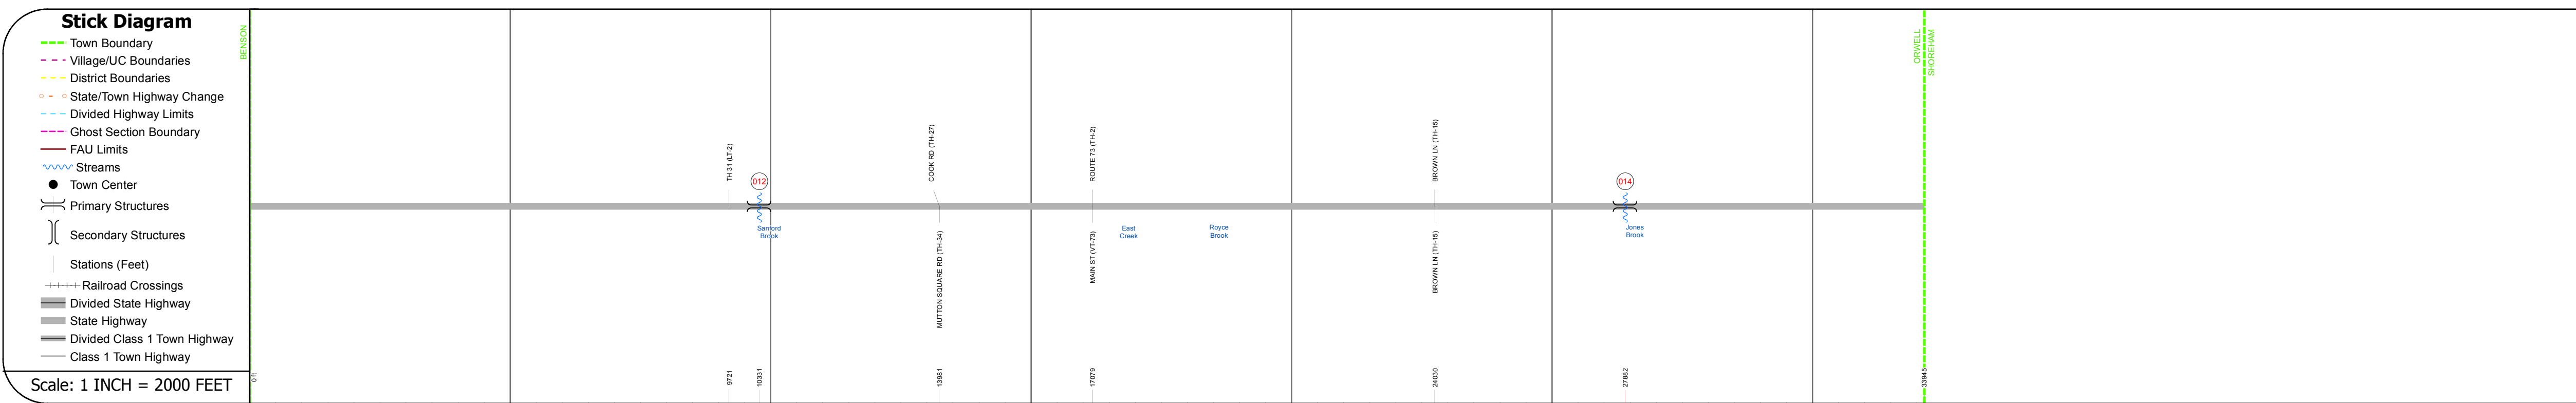 Stick Diagram
Town Boundary
Village/UC Boundaries
District Boundaries
State/Town Highway Change
Divided Highway Limits
Ghost Section Boundary
FAU Limits
Streams
Town Center
Primary Structures
Secondary Structures
Stations (Feet)
Railroad Crossings
Divided State Highway
State Highway
Divided Class 1 Town Highway
Class 1 Town Highway
Scale: 1 INCH = 2000 FEET
BENSON
0 ft
TH 31 (LT-2)
9721
012
Sanford
Brook
10331
COOK RD (TH-27)
MUTTON SQUARE RD (TH-34)
13981
ROUTE 73 (TH-2)
MAIN ST (VT-73)
17079
East
Creek
Royce
Brook
BROWN LN (TH-15)
BROWN LN (TH-15)
24030
014
Jones
Brook
27882
ORWELL
SHOREHAM
33945